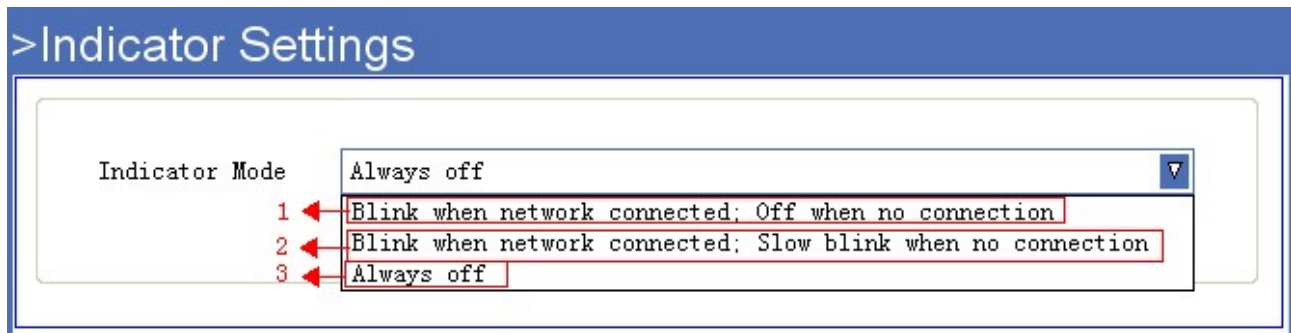 >Indicator Settings
Indicator Mode Always off
1 Blink when network connected; Off when no connection
2 Blink when network connected; Slow blink when no connection
3 Always off